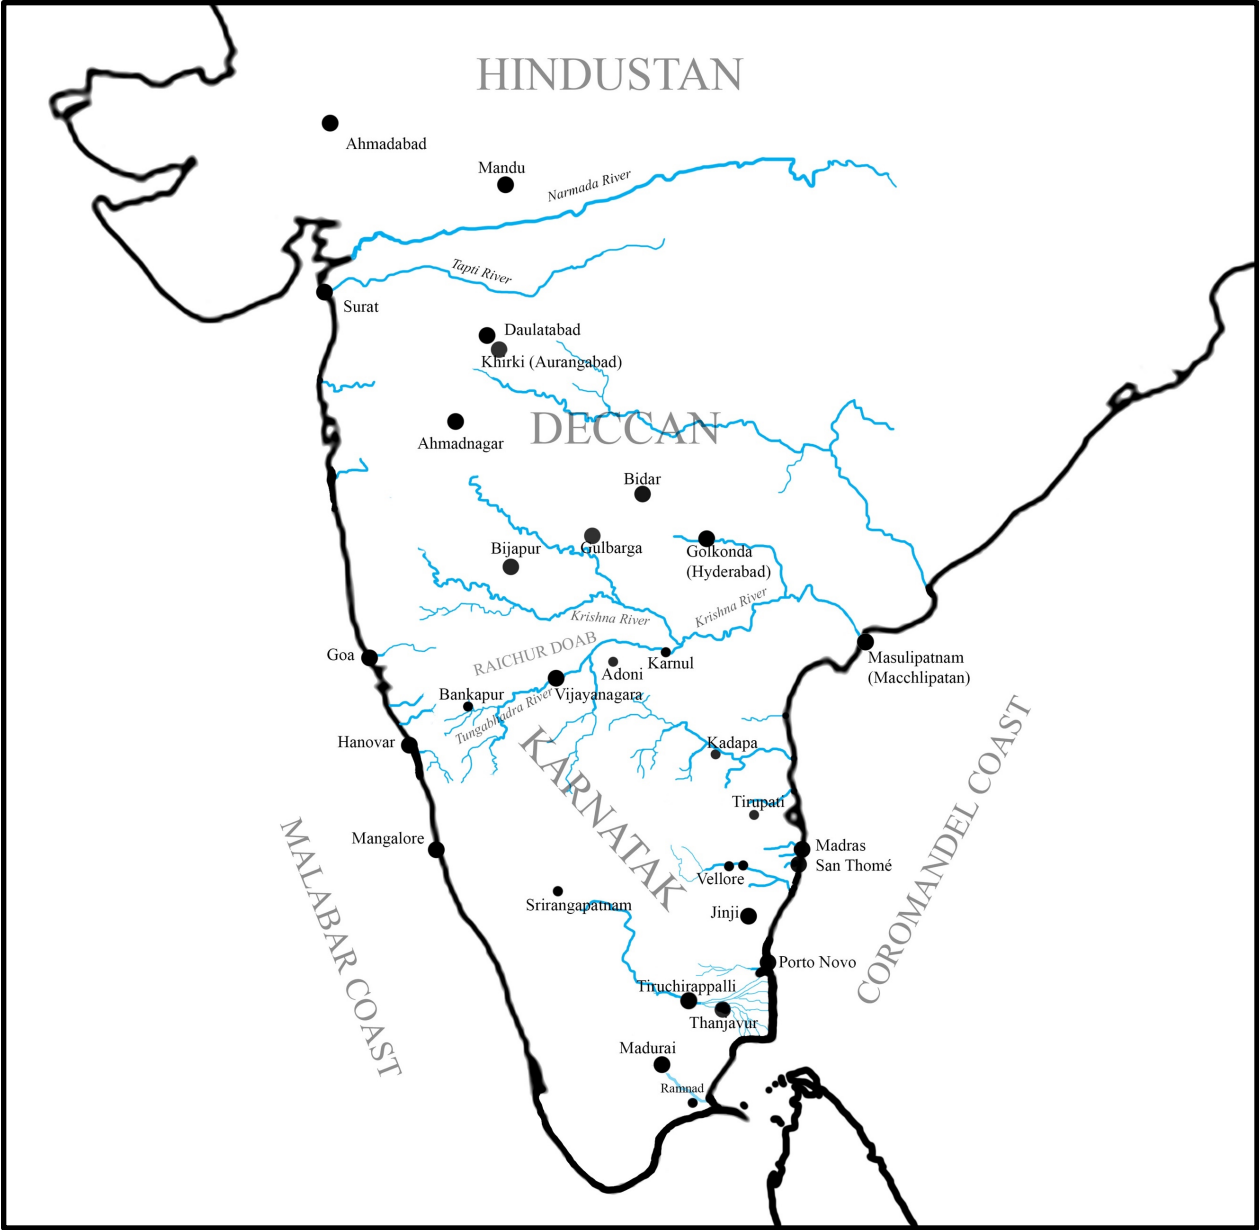 HINDUSTAN
Ahmadabad
Mandu
Narmada River
Tapti River
Surat
Daulatabad
Khirki (Aurangabad)
DECCAN
Ahmadnagar
Bidar
Gulbarga
Bijapur
Golkonda
(Hyderabad)
Krishna River
Krishna River
RAICHUR DOAB
Goa
Adoni
Karnul
Masulipatnam
(Macchlipatan)
Bankapur
Vijayanagara
Tungabhadra River
Hanovar
KARNATAK
Kadapa
Tirupati
COROMANDEL COAST
MALABAR COAST
Mangalore
Madras
San Thomé
Vellore
Srirangapatnam
Jinji
Porto Novo
Tiruchirappalli
Thanjavur
Madurai
Ramnad